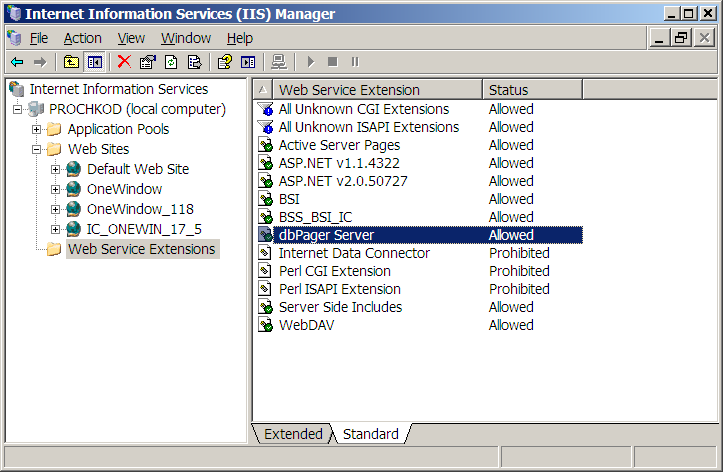 Internet Information Services (IIS) Manager
File Action View Window Help
Internet Information Services
PROCHKOD (local computer)
Application Pools
Web Sites
Default Web Site
OneWindow
OneWindow_118
IC_ONEWIN_17_5
Web Service Extensions
Web Service Extension Status
All Unknown CGI Extensions Allowed
All Unknown ISAPI Extensions Allowed
Active Server Pages Allowed
ASP.NET v1.1.4322 Allowed
ASP.NET v2.0.50727 Allowed
BSI Allowed
BSS_BSI_IC Allowed
dbPager Server Allowed
Internet Data Connector Prohibited
Perl CGI Extension Prohibited
Perl ISAPI Extension Prohibited
Server Side Includes Allowed
WebDAV Allowed
Extended Standard